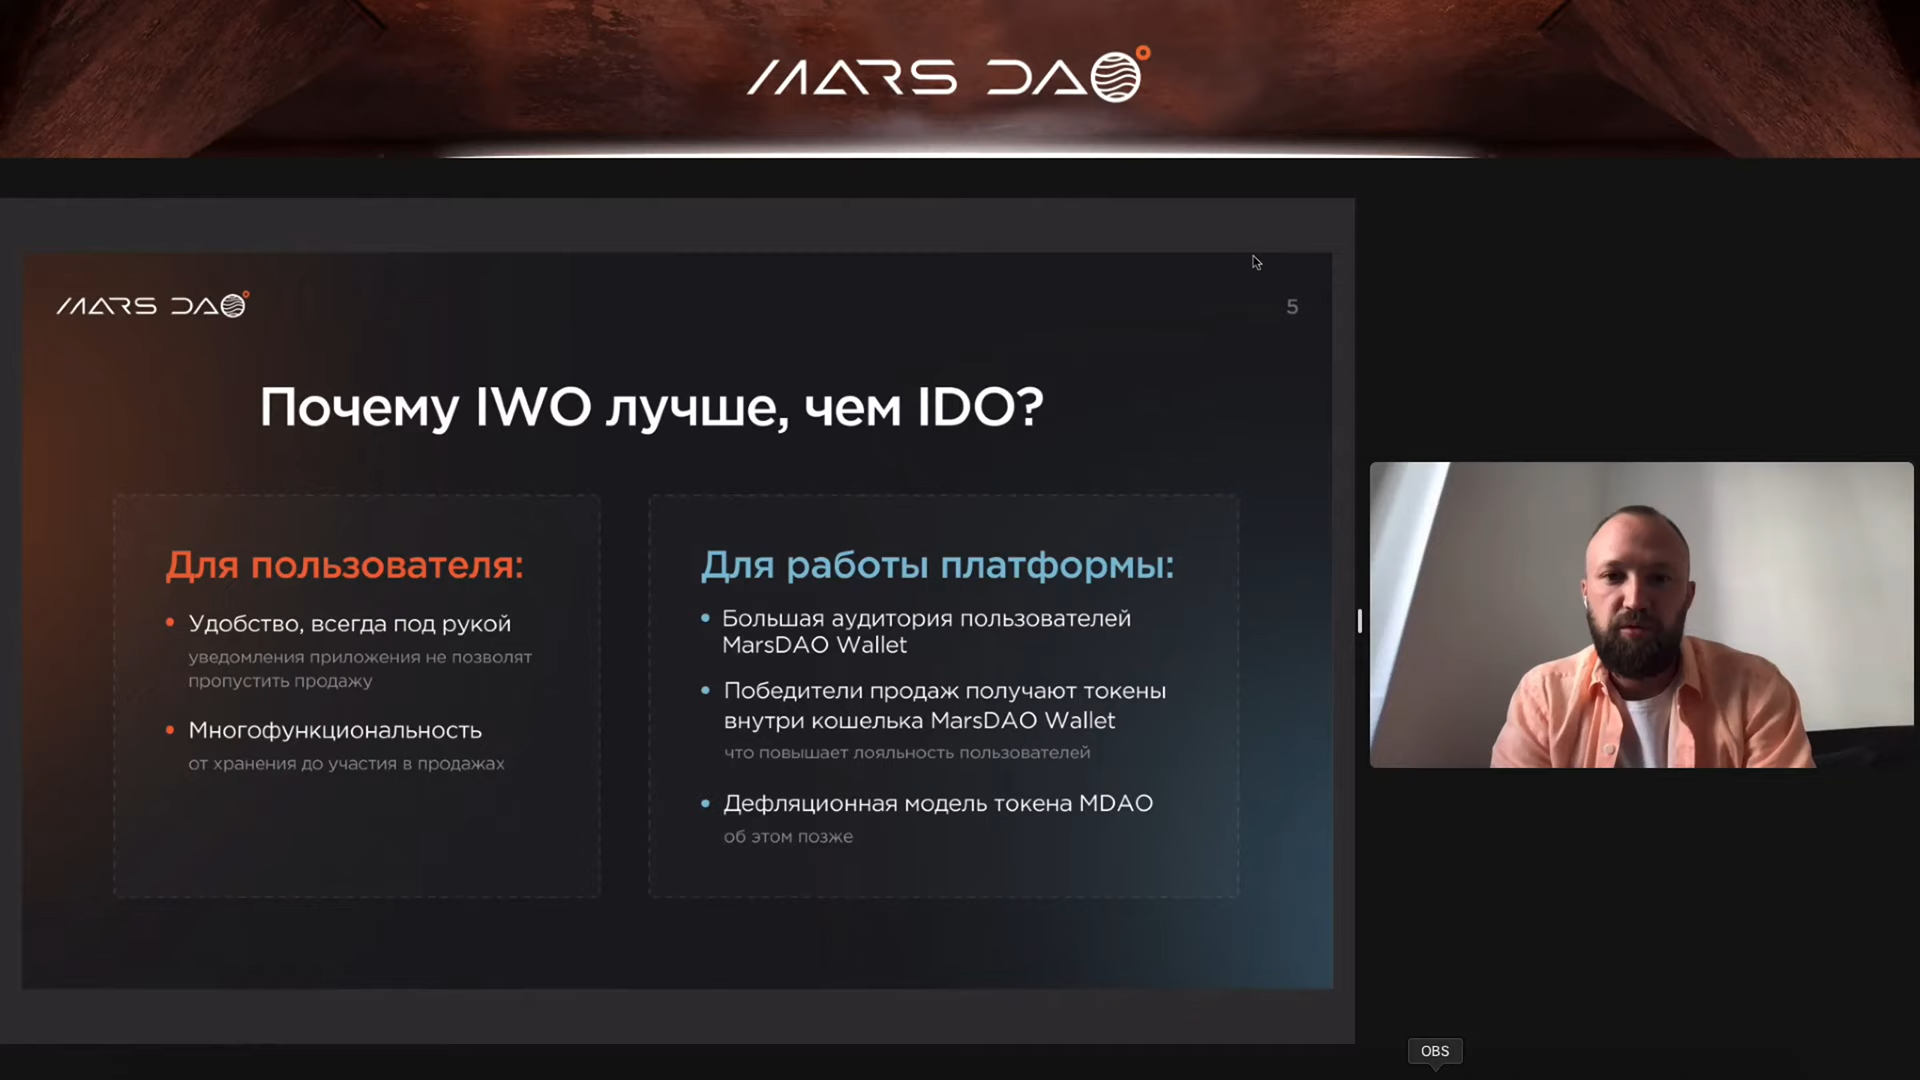 MARS DAO
MARS DAO
5
Почему IWO лучше, чем IDO?
Для пользователя:
• Удобство, всегда под рукой
уведомления приложения не позволят
пропустить продажу
• Многофункциональность
от хранения до участия в продажах
Для работы платформы:
• Большая аудитория пользователей
MarsDAO Wallet
• Победители продаж получают токены
внутри кошелька MarsDAO Wallet
что повышает лояльность пользователей
• Дефляционная модель токена MDAO
об этом позже
OBS